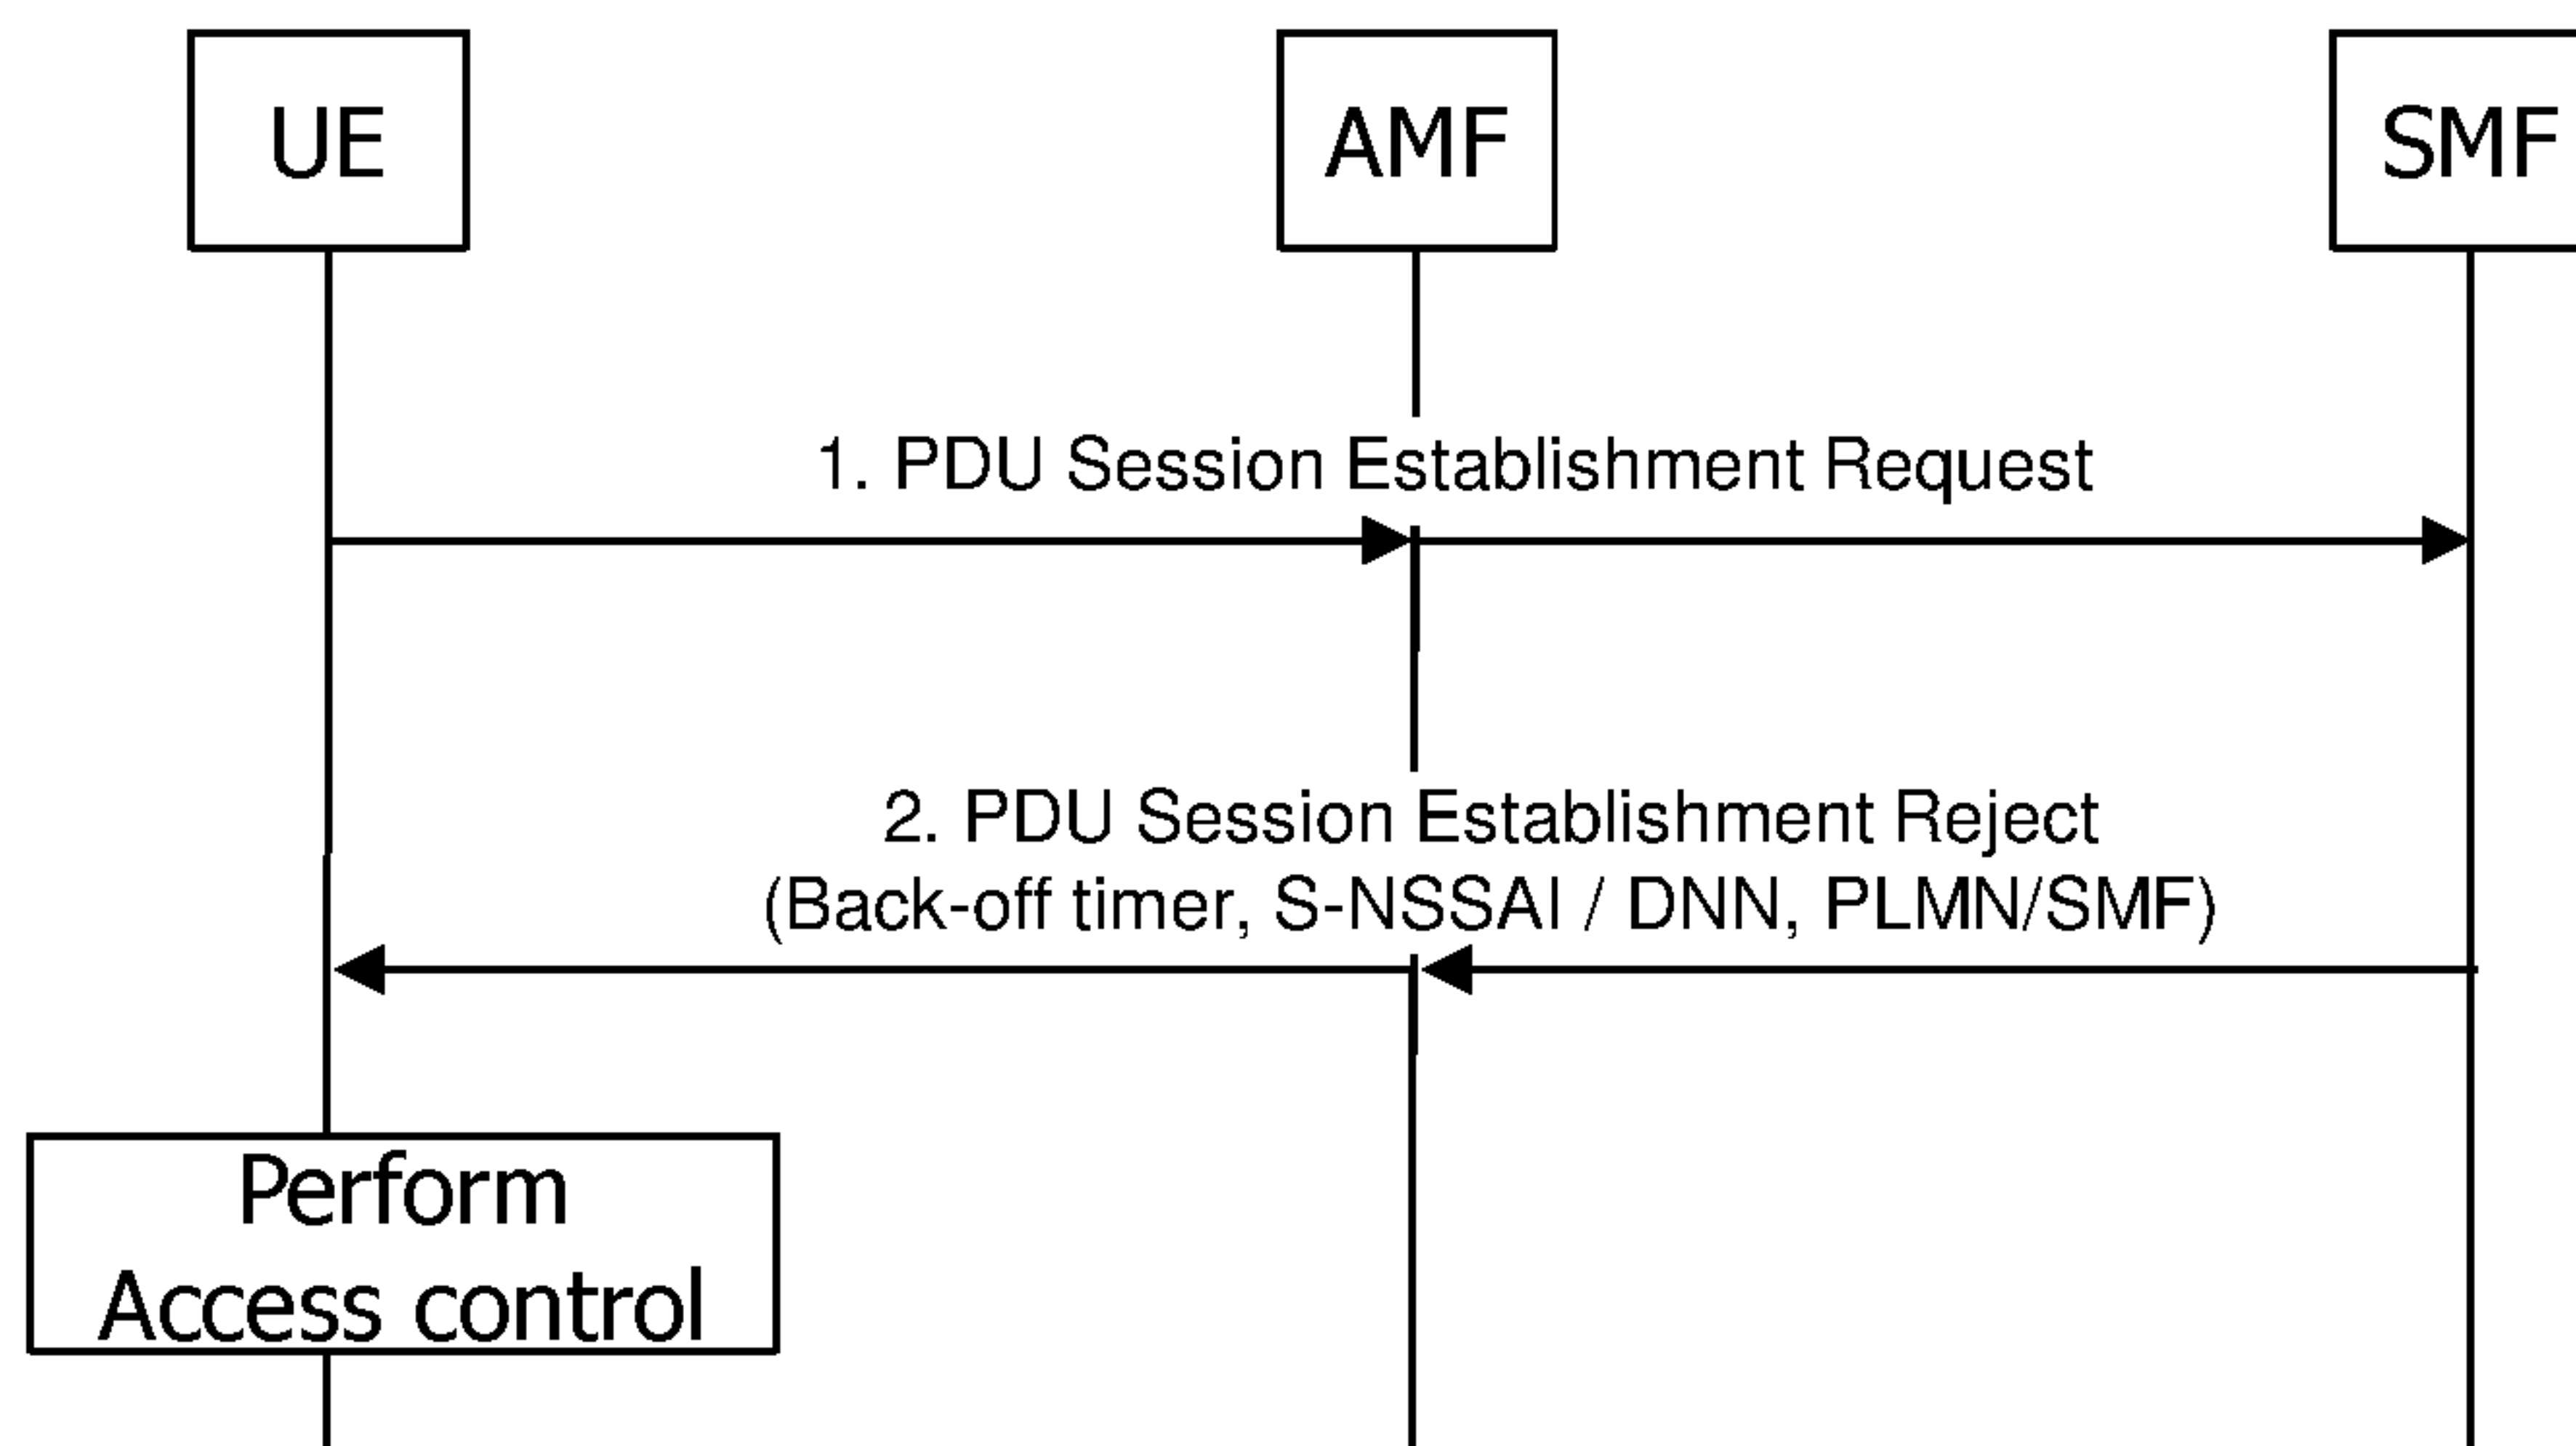 UE
AMF
SMF
1. PDU Session Establishment Request
2. PDU Session Establishment Reject
(Back-off timer, S-NSSAI / DNN, PLMN/SMF)
Perform
Access control